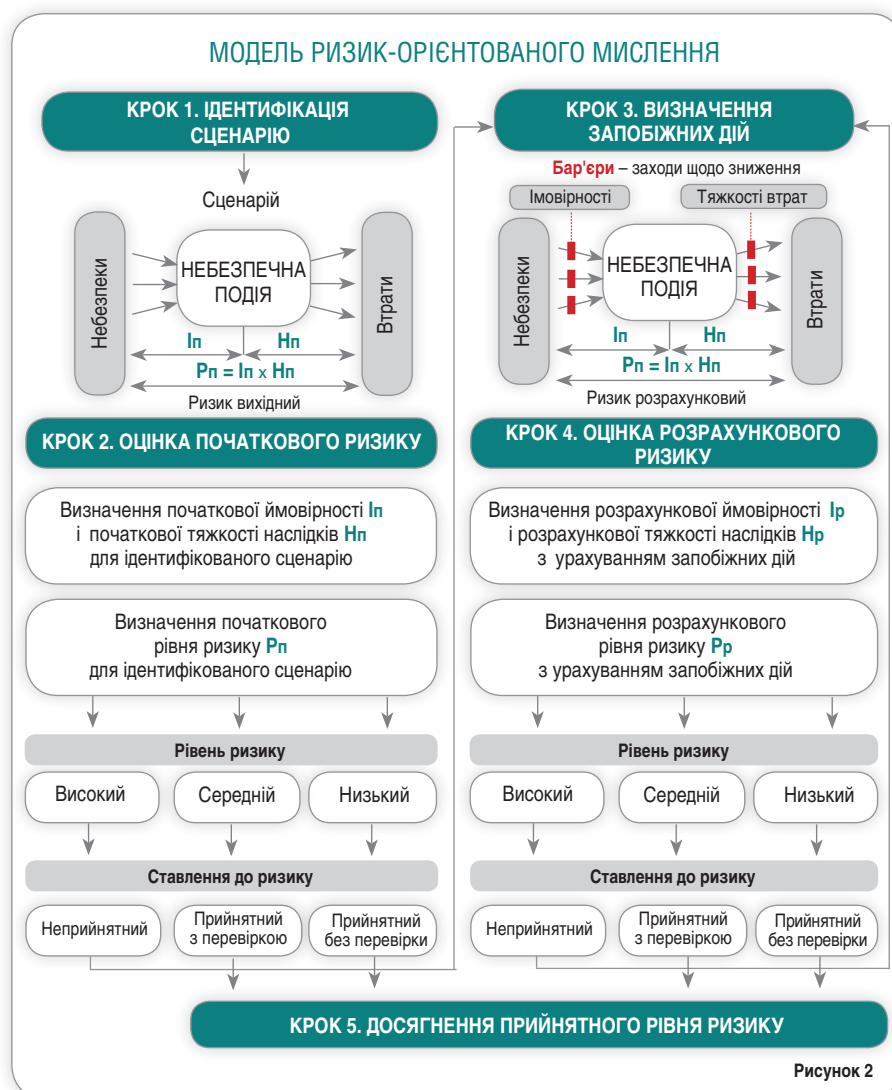 МОДЕЛЬ РИЗИК-ОРІЄНТОВАНОГО МИСЛЕННЯ
КРОК 1. ІДЕНТИФІКАЦІЯ
СЦЕНАРІЮ
Сценарій
Небезпеки
НЕБЕЗПЕЧНА
ПОДІЯ
Втрати
Iп
Нп
Рп = Iп х Нп
Ризик вихідний
КРОК 2. ОЦІНКА ПОЧАТКОВОГО РИЗИКУ
Визначення початкової ймовірності Iп
і початкової тяжкості наслідків Нп
для ідентифікованого сценарію
Визначення початкового
рівня ризику Рп
для ідентифікованого сценарію
Рівень ризику
Високий
Середній
Низький
Ставлення до ризику
Неприйнятний
Прийнятний
з перевіркою
Прийнятний
без перевірки
КРОК 3. ВИЗНАЧЕННЯ
ЗАПОБІЖНИХ ДІЙ
Бар'єри – заходи щодо зниження
Імовірності
Тяжкості втрат
Небезпеки
НЕБЕЗПЕЧНА
ПОДІЯ
Втрати
Iп
Нп
Рп = Iп х Нп
Ризик розрахунковий
КРОК 4. ОЦІНКА РОЗРАХУНКОВОГО
РИЗИКУ
Визначення розрахункової ймовірності Iр
і розрахункової тяжкості наслідків Нр
з урахуванням запобіжних дій
Визначення розрахункового
рівня ризику Рр
з урахуванням запобіжних дій
Рівень ризику
Високий
Середній
Низький
Ставлення до ризику
Неприйнятний
Прийнятний
з перевіркою
Прийнятний
без перевірки
КРОК 5. ДОСЯГНЕННЯ ПРИЙНЯТНОГО РІВНЯ РИЗИКУ
Рисунок 2